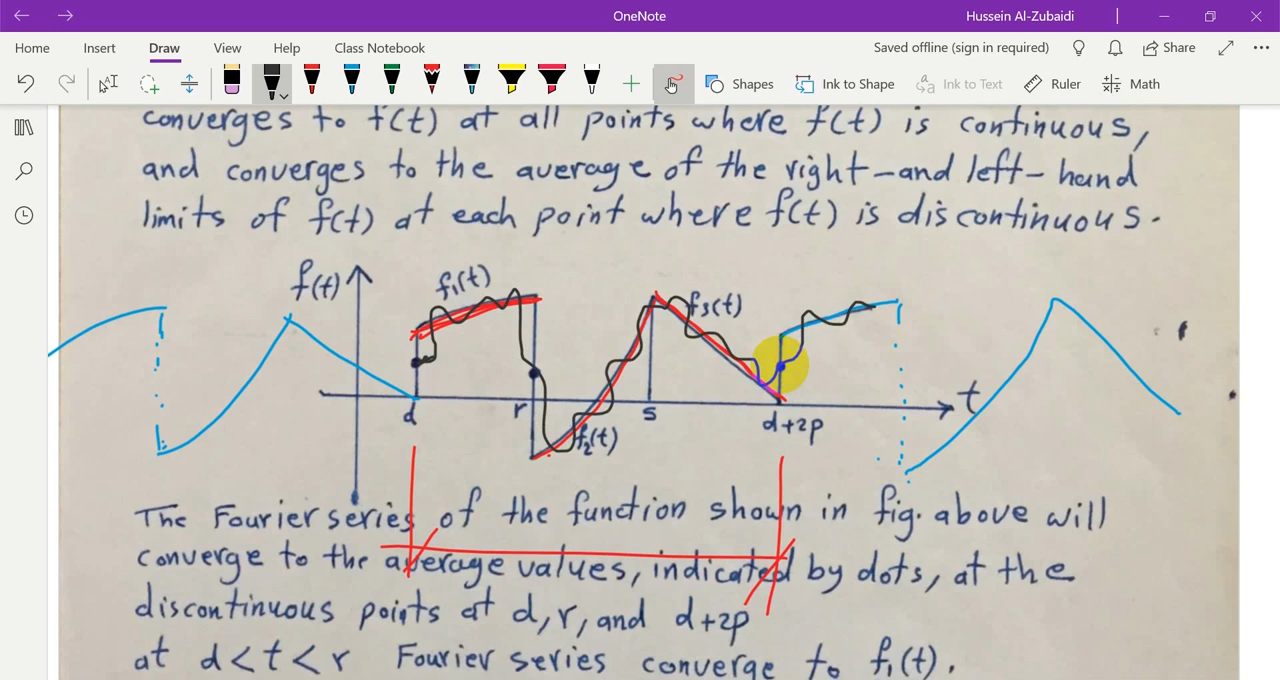 OneNote
Hussein Al-Zubaidi
Home Insert Draw View Help Class Notebook
Saved offline (sign in required)
Share
Shapes
Ink to Shape
Ink to Text
Ruler
Math
converges to f(t) at all points where f(t) is continuous,
and converges to the average of the right-and left-hand
limits of f(t) at each point where f(t) is discontinuous.
f(t)
f₁(t)
f₃(t)
t
d
r
s
d+2p
f₂(t)
The Fourier series of the function shown in fig. above will
converge to the average values, indicated by dots, at the
discontinuous points at d,r, and d+2p
at d<t<r Fourier series converge to f₁(t).